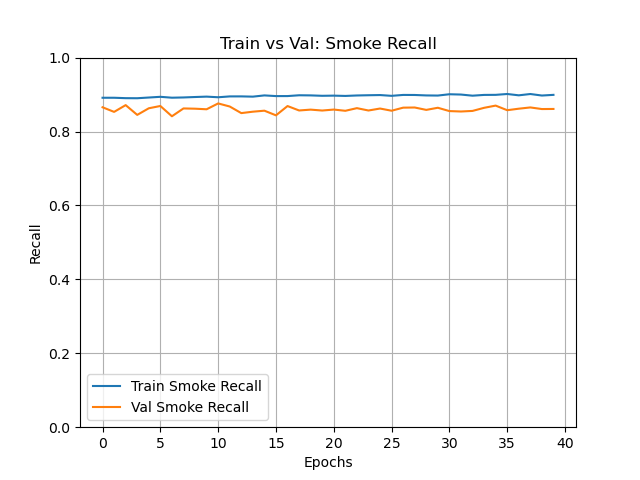 Train vs Val: Smoke Recall
1.0
0.8
0.6
0.4
0.2
0.0
Recall
Train Smoke Recall
Val Smoke Recall
0 5 10 15 20 25 30 35 40
Epochs